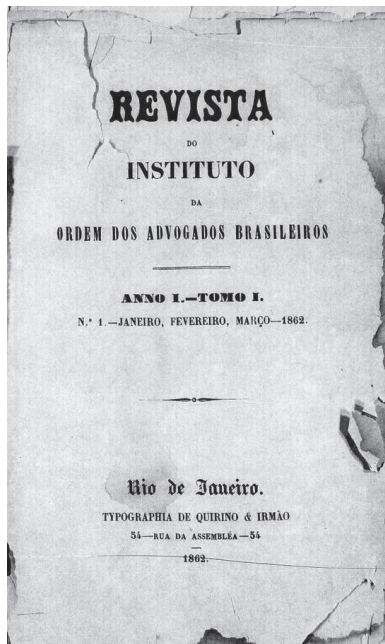 REVISTA
DO
INSTITUTO
DA
ORDEM DOS ADVOGADOS BRASILEIROS
ANNO I.—TOMO I.
N.º 1.—JANEIRO, FEVEREIRO, MARÇO—1862.
Rio de Janeiro.
TYPOGRAPHIA DE QUIRINO & IRMÃO
54—RUA DA ASSEMBLÉA—54
1862.